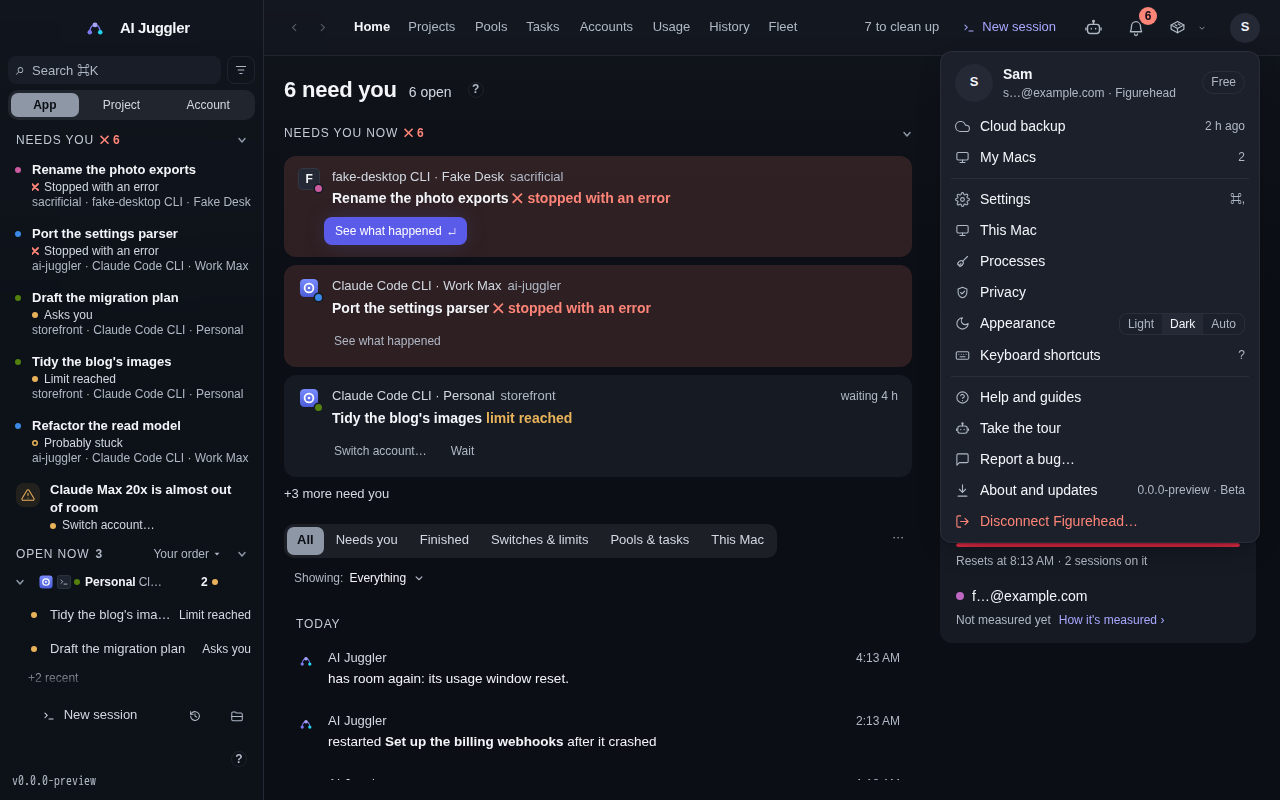 AI Juggler
Search ⌘K
App Project Account
NEEDS YOU 6
Rename the photo exports
Stopped with an error
sacrificial · fake-desktop CLI · Fake Desk
Port the settings parser
Stopped with an error
ai-juggler · Claude Code CLI · Work Max
Draft the migration plan
Asks you
storefront · Claude Code CLI · Personal
Tidy the blog's images
Limit reached
storefront · Claude Code CLI · Personal
Refactor the read model
Probably stuck
ai-juggler · Claude Code CLI · Work Max
Claude Max 20x is almost out
of room
Switch account…
OPEN NOW 3 Your order
Personal Cl… 2
Tidy the blog's ima… Limit reached
Draft the migration plan Asks you
+2 recent
New session
?
v0.0.0-preview
Home Projects Pools Tasks Accounts Usage History Fleet 7 to clean up New session 6 S
6 need you 6 open ?
NEEDS YOU NOW 6
F
fake-desktop CLI · Fake Desk sacrificial
Rename the photo exports stopped with an error
See what happened
Claude Code CLI · Work Max ai-juggler
Port the settings parser stopped with an error
See what happened
Claude Code CLI · Personal storefront waiting 4 h
Tidy the blog's images limit reached
Switch account… Wait
+3 more need you
All Needs you Finished Switches & limits Pools & tasks This Mac ···
Showing: Everything
TODAY
AI Juggler 4:13 AM
has room again: its usage window reset.
AI Juggler 2:13 AM
restarted Set up the billing webhooks after it crashed
S
Sam
s…@example.com · Figurehead
Free
Cloud backup 2 h ago
My Macs 2
Settings ⌘,
This Mac
Processes
Privacy
Appearance Light Dark Auto
Keyboard shortcuts ?
Help and guides
Take the tour
Report a bug…
About and updates 0.0.0-preview · Beta
Disconnect Figurehead…
Resets at 8:13 AM · 2 sessions on it
f…@example.com
Not measured yet How it's measured ›